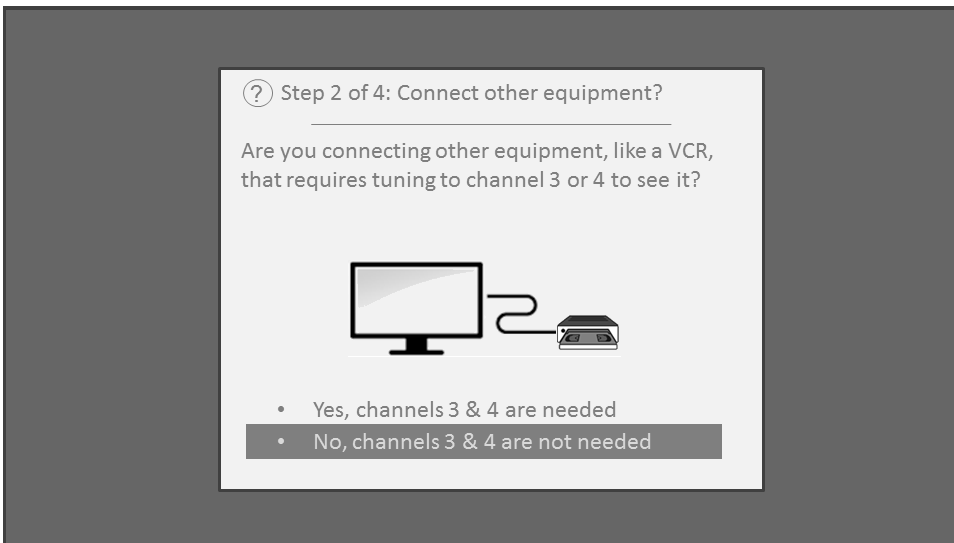 ? Step 2 of 4: Connect other equipment?
Are you connecting other equipment, like a VCR,
that requires tuning to channel 3 or 4 to see it?
• Yes, channels 3 & 4 are needed
• No, channels 3 & 4 are not needed